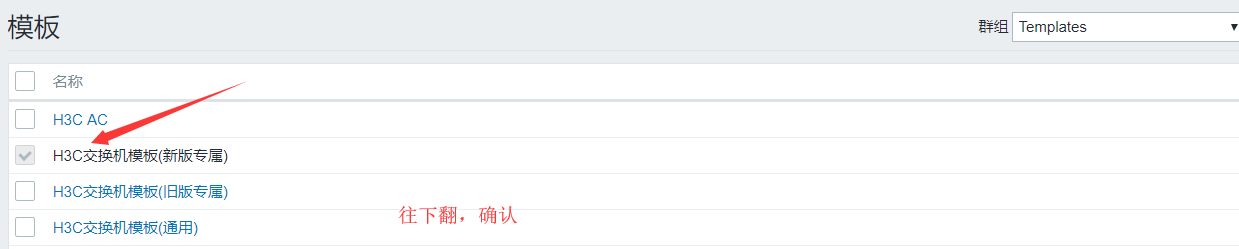 模板
群组 Templates
名称
H3C AC
H3C交换机模板(新版专属)
H3C交换机模板(旧版专属)
往下翻，确认
H3C交换机模板(通用)